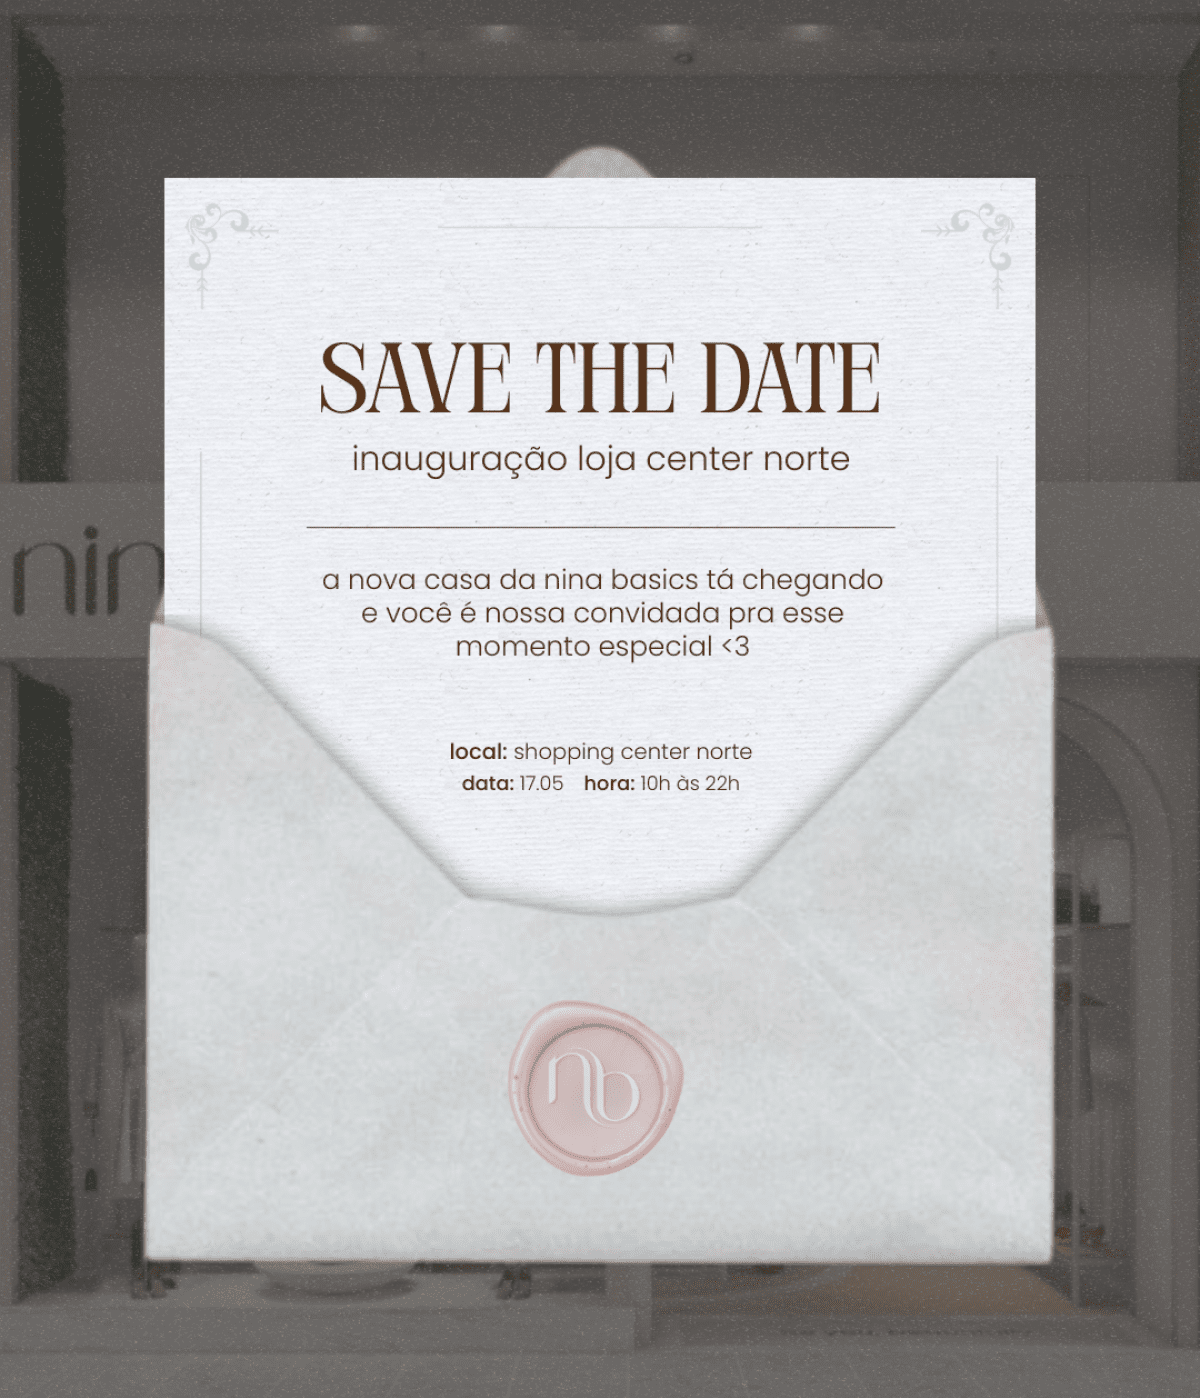 SAVE THE DATE
inauguração loja center norte
nin
a nova casa da nina basics tá chegando
e você é nossa convidada pra esse
momento especial <3
local: shopping center norte
data: 17.05 hora: 10h às 22h
nb